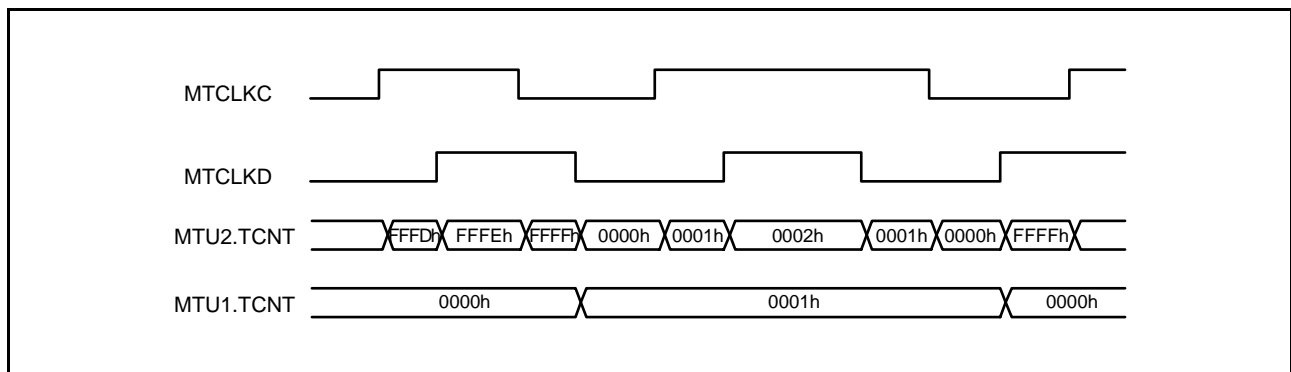 MTCLKC
MTCLKD
MTU2.TCNT FFFDh FFFEh FFFFh 0000h 0001h 0002h 0001h 0000h FFFFh
MTU1.TCNT 0000h 0001h 0000h